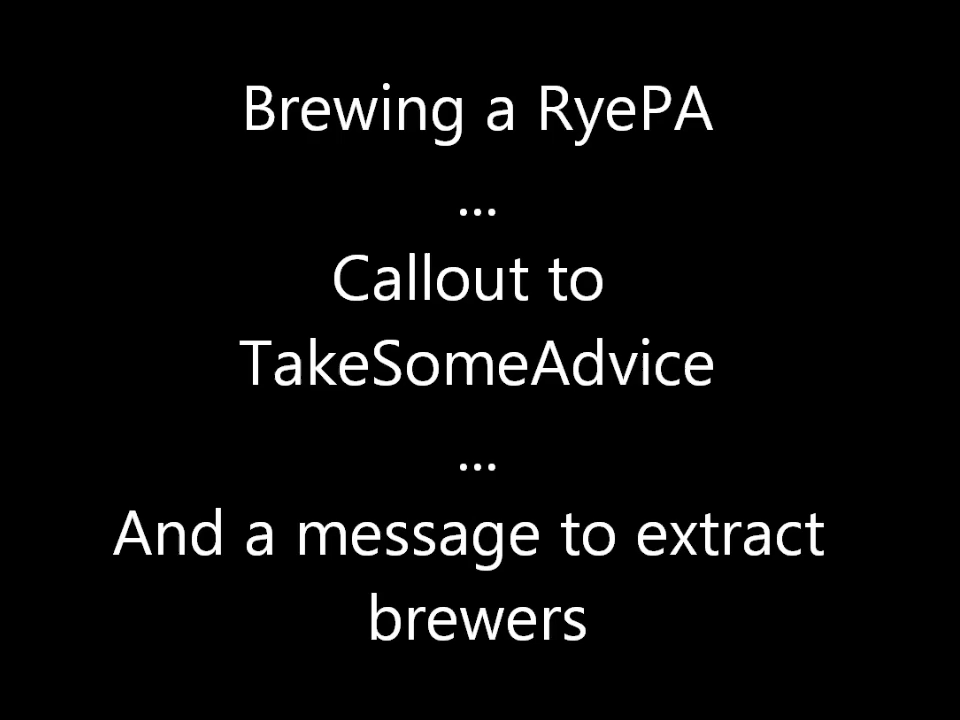 Brewing a RyePA
...
Callout to
TakeSomeAdvice
...
And a message to extract
brewers